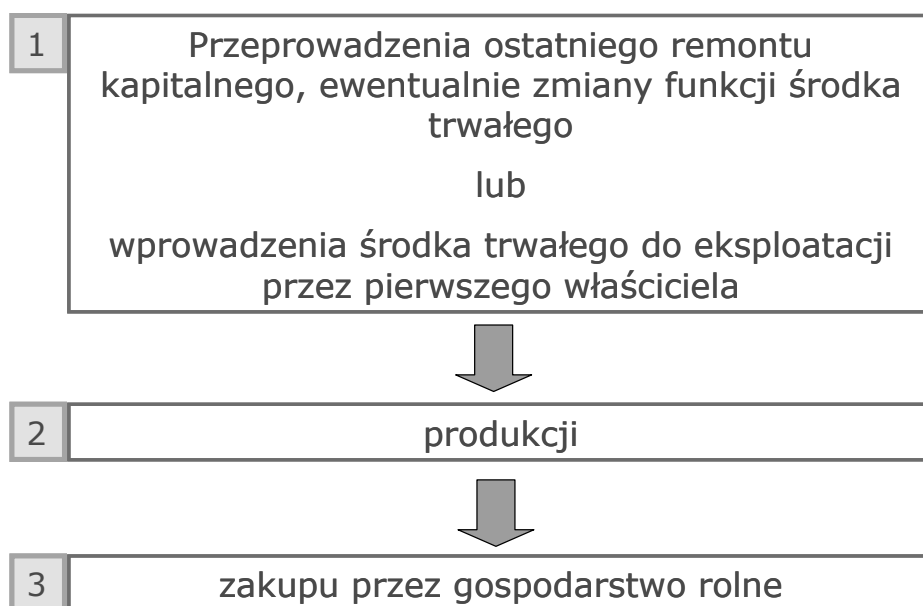 1
Przeprowadzenia ostatniego remontu
kapitalnego, ewentualnie zmiany funkcji środka
trwałego
lub
wprowadzenia środka trwałego do eksploatacji
przez pierwszego właściciela
2
produkcji
3
zakupu przez gospodarstwo rolne